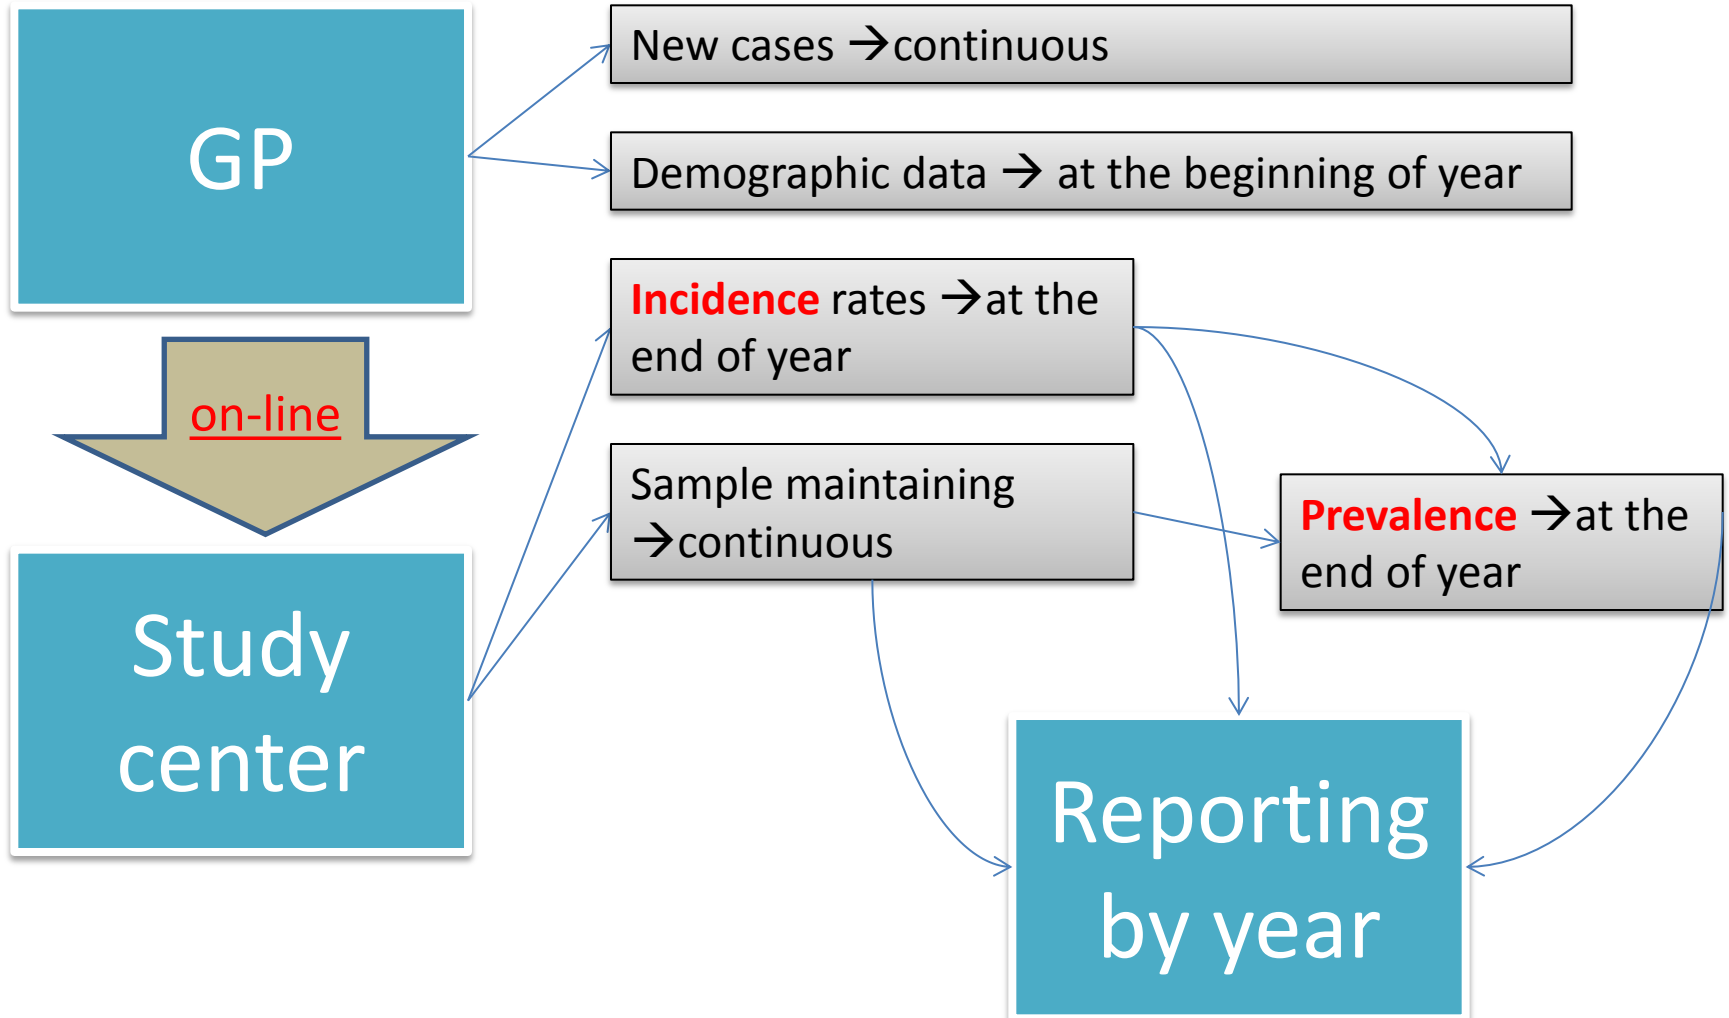 GP
New cases →continuous
Demographic data → at the beginning of year
on-line
Incidence rates →at the
end of year
Sample maintaining
→continuous
Prevalence →at the
end of year
Study
center
Reporting
by year